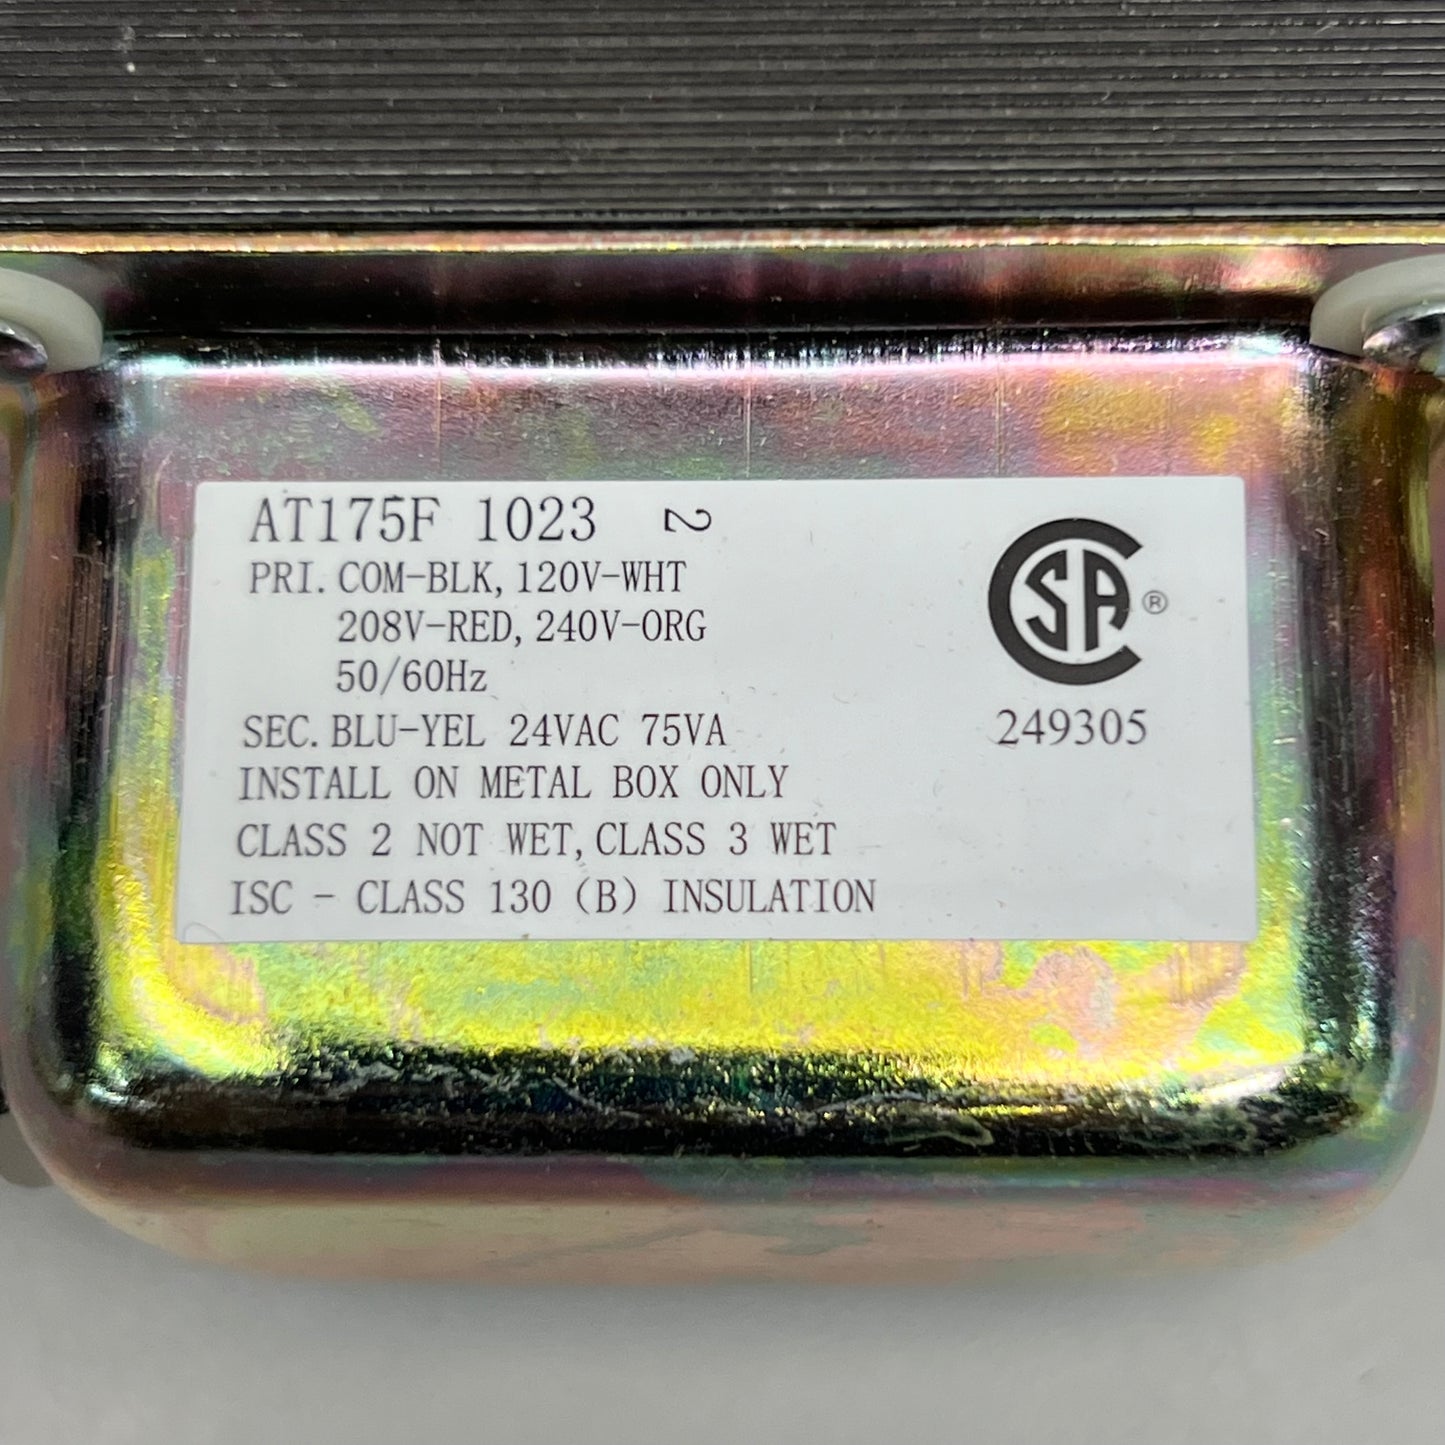 AT175F 1023 2
PRI. COM-BLK, 120V-WHT
208V-RED, 240V-ORG
50/60Hz
SEC. BLU-YEL 24VAC 75VA
INSTALL ON METAL BOX ONLY
CLASS 2 NOT WET, CLASS 3 WET
ISC - CLASS 130 (B) INSULATION
CSA®
249305